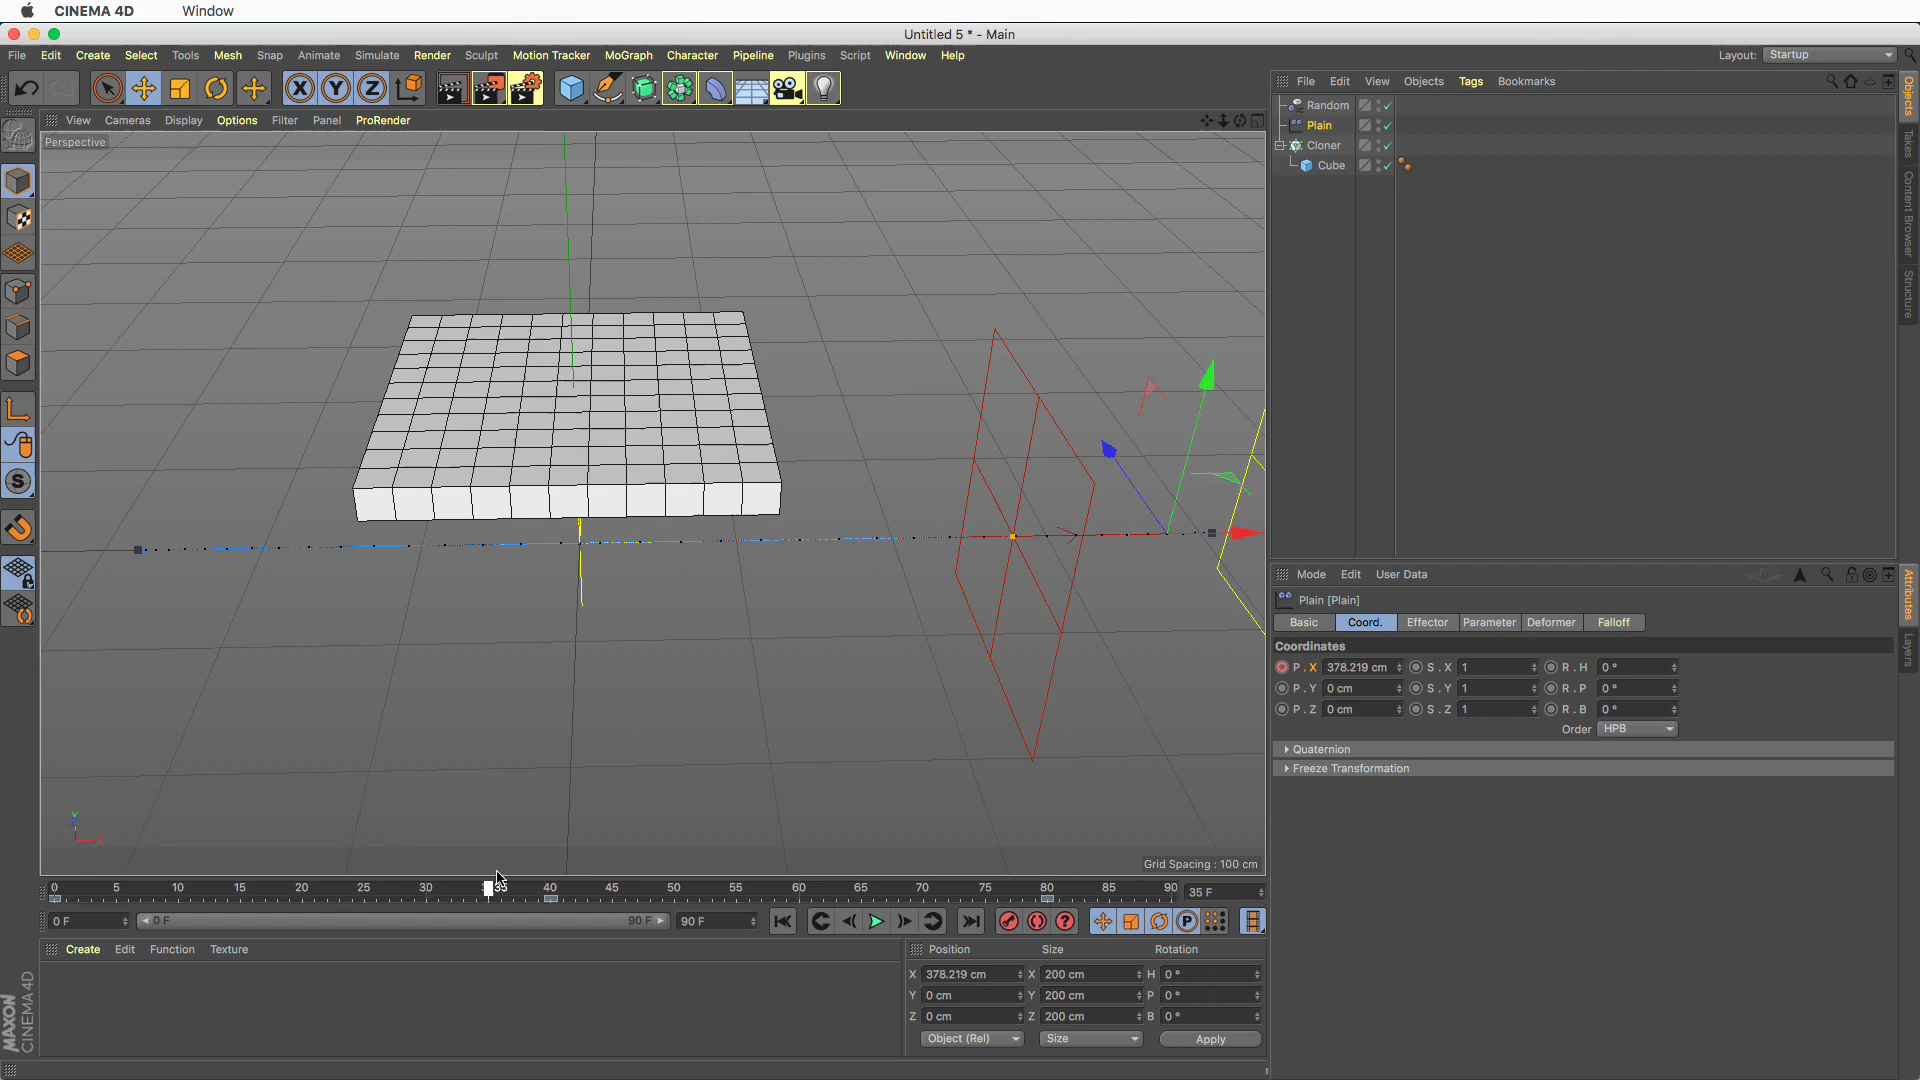 CINEMA 4D Window
Untitled 5 * - Main
File Edit Create Select Tools Mesh Snap Animate Simulate Render Sculpt Motion Tracker MoGraph Character Pipeline Plugins Script Window Help
Layout: Startup
X Y Z
File Edit View Objects Tags Bookmarks
View Cameras Display Options Filter Panel ProRender
Perspective
Random
Plain
Cloner
Cube
Objects
Takes
Content Browser
Structure
Mode Edit User Data
Plain [Plain]
Basic Coord. Effector Parameter Deformer Falloff
Coordinates
P . X 378.219 cm S . X 1 R . H 0 °
P . Y 0 cm S . Y 1 R . P 0 °
P . Z 0 cm S . Z 1 R . B 0 °
Order HPB
Quaternion
Freeze Transformation
Attributes
Layers
Y
X
Grid Spacing : 100 cm
0 5 10 15 20 25 30 35 40 45 50 55 60 65 70 75 80 85 90 35 F
0 F 0 F 90 F 90 F
P
Create Edit Function Texture
Position Size Rotation
X 378.219 cm X 200 cm H 0 °
Y 0 cm Y 200 cm P 0 °
Z 0 cm Z 200 cm B 0 °
Object (Rel) Size Apply
MAXON
CINEMA 4D